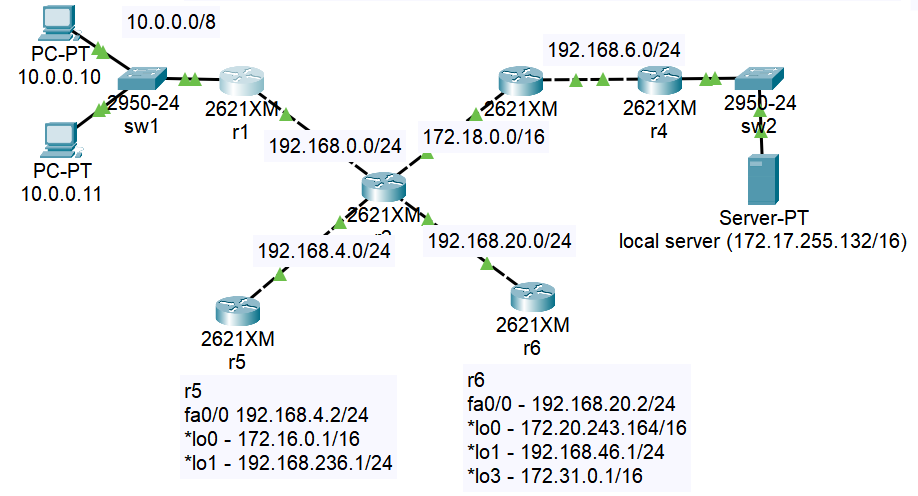 10.0.0.0/8
PC-PT
10.0.0.10
2950-24
sw1
2621XM
r1
PC-PT
10.0.0.11
192.168.0.0/24
172.18.0.0/16
2621XM
192.168.6.0/24
2621XM
r4
2950-24
sw2
Server-PT
local server (172.17.255.132/16)
2621XM
192.168.4.0/24
192.168.20.0/24
2621XM
r5
2621XM
r6
r5
fa0/0 192.168.4.2/24
*lo0 - 172.16.0.1/16
*lo1 - 192.168.236.1/24
r6
fa0/0 - 192.168.20.2/24
*lo0 - 172.20.243.164/16
*lo1 - 192.168.46.1/24
*lo3 - 172.31.0.1/16